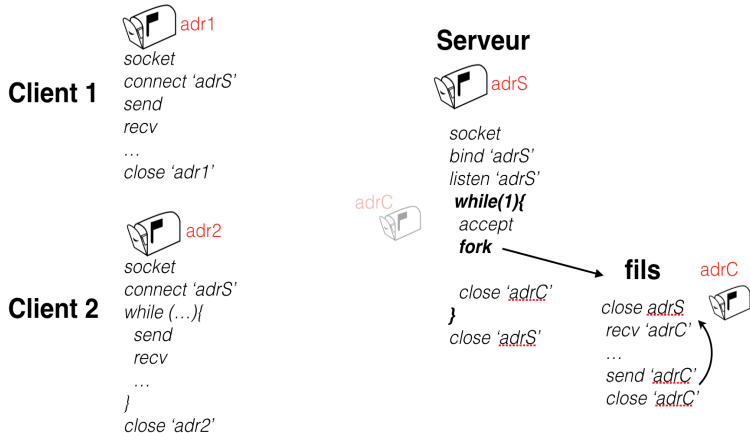 adr1
Client 1
socket
connect ‘adrS’
send
recv
…
close ‘adr1’
adr2
Client 2
socket
connect ‘adrS’
while (…){
send
recv
…
}
close ‘adr2’
Serveur
adrS
socket
bind ‘adrS’
listen ‘adrS’
while(1){
accept
fork
close ‘adrC’
}
close ‘adrS’
adrC
fils
adrC
close adrS
recv ‘adrC’
…
send ‘adrC’
close ‘adrC’